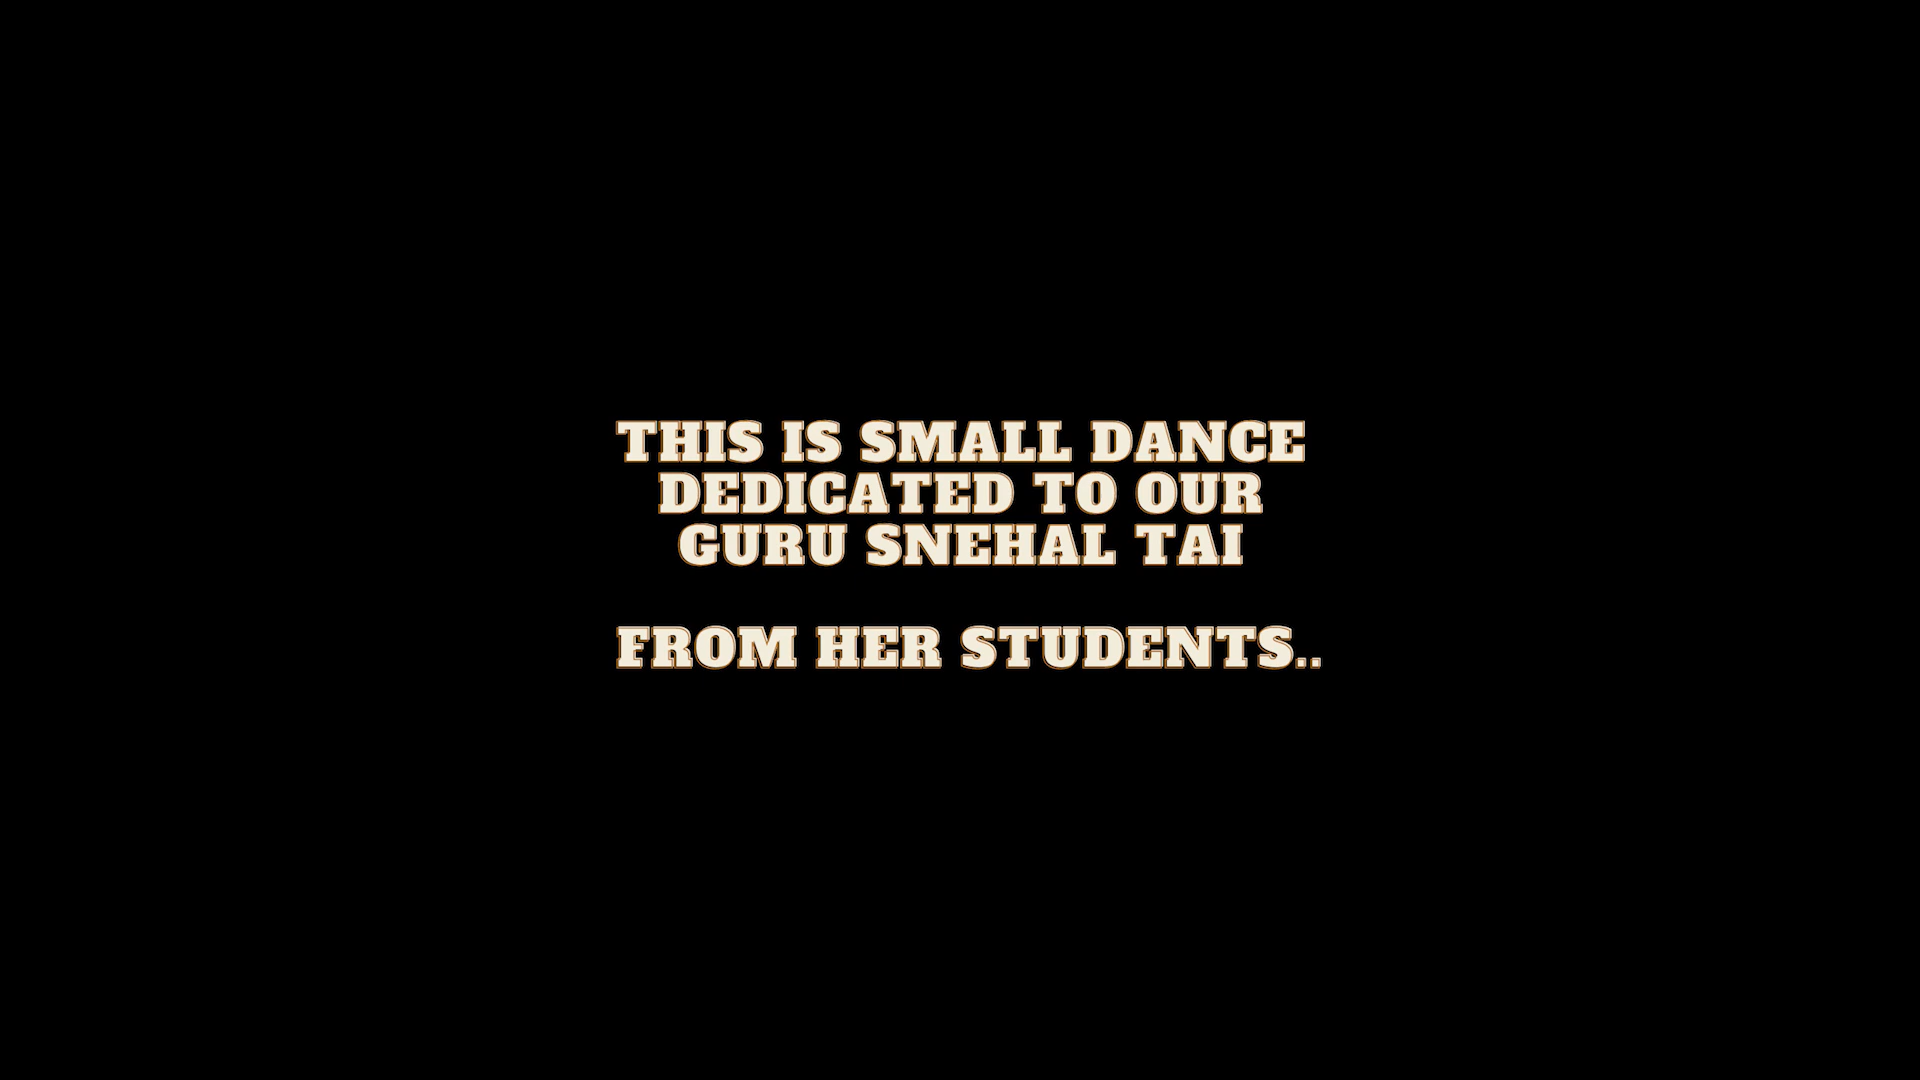 THIS IS SMALL DANCE
DEDICATED TO OUR
GURU SNEHAL TAI
FROM HER STUDENTS..